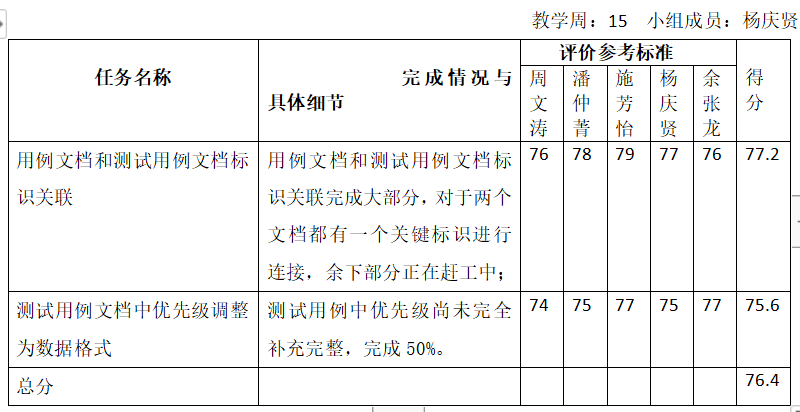 教学周：15 小组成员：杨庆贤
任务名称
完成情况与
具体细节
评价参考标准
周文涛
潘仲菁
施芳怡
杨庆贤
余张龙
得分
用例文档和测试用例文档标
识关联
用例文档和测试用例文档标
识关联完成大部分，对于两个
文档都有一个关键标识进行
连接，余下部分正在赶工中；
76 78 79 77 76 77.2
测试用例文档中优先级调整
为数据格式
测试用例中优先级尚未完全
补充完整，完成50%。
74 75 77 75 77 75.6
总分
76.4